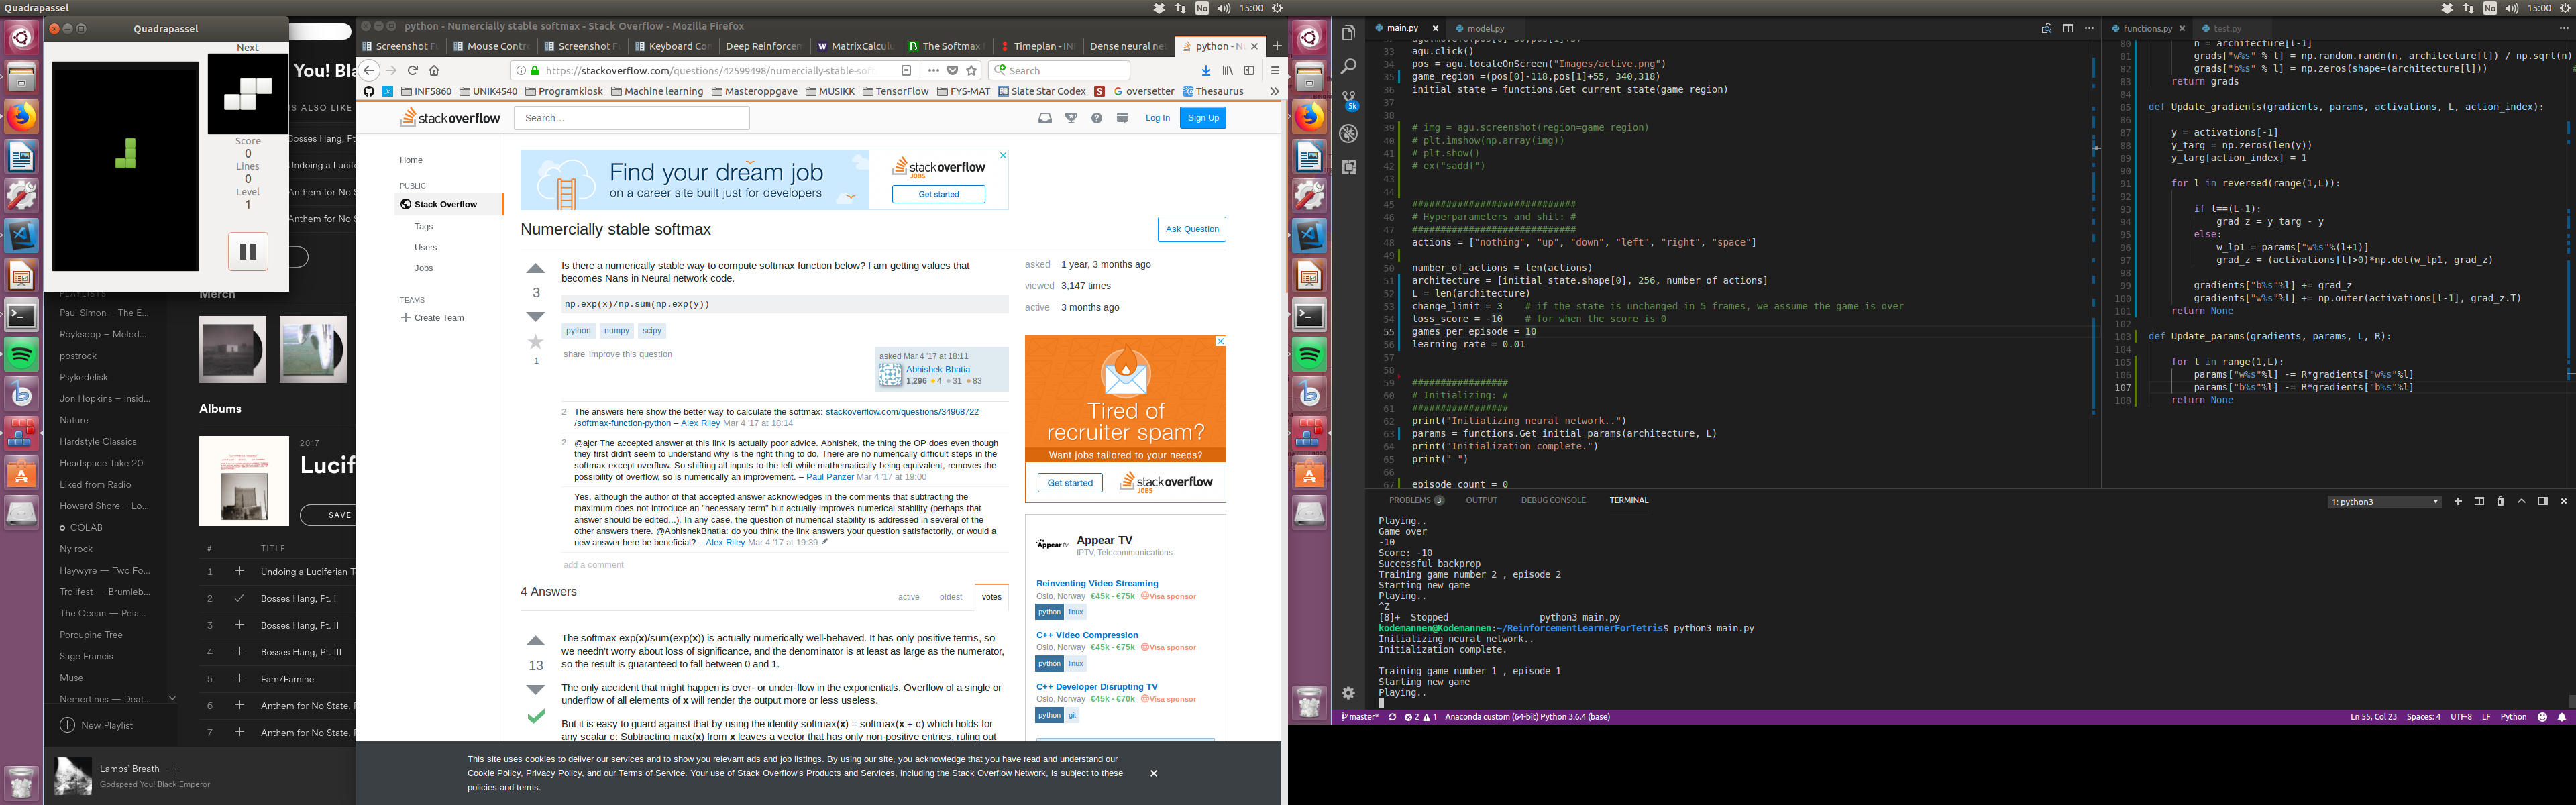 Quadrapassel
No
15:00
Quadrapassel
Next
Score
0
Lines
0
Level
1
You! Bla
S ALSO LIKE
Bosses Hang, Pt
Undoing a Lucife
Anthem for No S
Anthem for No S
PLAYLISTS
Paul Simon – The E...
Röyksopp – Melod...
postrock
Psykedelisk
Jon Hopkins – Insid...
Nature
Hardstyle Classics
Headspace Take 20
Liked from Radio
Howard Shore – Lo...
COLAB
Ny rock
Haywyre — Two Fo...
Trollfest — Brumleb...
The Ocean — Pela...
Porcupine Tree
Sage Francis
Muse
Nemertines — Deat...
New Playlist
Merch
Albums
2017
Lucif
SAVE
# TITLE
1 Undoing a Luciferian T
2 Bosses Hang, Pt. I
3 Bosses Hang, Pt. II
4 Bosses Hang, Pt. III
5 Fam/Famine
6 Anthem for No State, F
7 Anthem for No State, F
Lambs' Breath
Godspeed You! Black Emperor
python - Numercially stable softmax - Stack Overflow - Mozilla Firefox
Screenshot Fu
Mouse Contro
Screenshot Fu
Keyboard Con
Deep Reinforcem
MatrixCalculu
The Softmax f
Timeplan - IN
Dense neural ne
python - Nu
https://stackoverflow.com/questions/42599498/numercially-stable-soft
Search
INF5860 UNIK4540 Programkiosk Machine learning Masteroppgave MUSIKK TensorFlow FYS-MAT Slate Star Codex oversetter Thesaurus
stackoverflow
Search...
Log In
Sign Up
Home
PUBLIC
Stack Overflow
Tags
Users
Jobs
TEAMS
Create Team
Find your dream job
on a career site built just for developers
stackoverflow
JOBS
Get started
Numercially stable softmax
Ask Question
3
1
Is there a numerically stable way to compute softmax function below? I am getting values that
becomes Nans in Neural network code.
np.exp(x)/np.sum(np.exp(y))
python numpy scipy
share improve this question
asked Mar 4 '17 at 18:11
Abhishek Bhatia
1,296 4 31 83
2 The answers here show the better way to calculate the softmax: stackoverflow.com/questions/34968722
/softmax-function-python – Alex Riley Mar 4 '17 at 18:14
2 @ajcr The accepted answer at this link is actually poor advice. Abhishek, the thing the OP does even though
they first didn't seem to understand why is the right thing to do. There are no numerically difficult steps in the
softmax except overflow. So shifting all inputs to the left while mathematically being equivalent, removes the
possibility of overflow, so is numerically an improvement. – Paul Panzer Mar 4 '17 at 19:00
Yes, although the author of that accepted answer acknowledges in the comments that subtracting the
maximum does not introduce an "necessary term" but actually improves numerical stability (perhaps that
answer should be edited...). In any case, the question of numerical stability is addressed in several of the
other answers there. @AbhishekBhatia: do you think the link answers your question satisfactorily, or would a
new answer here be beneficial? – Alex Riley Mar 4 '17 at 19:39
add a comment
4 Answers
active oldest votes
13
The softmax exp(x)/sum(exp(x)) is actually numerically well-behaved. It has only positive terms, so
we needn't worry about loss of significance, and the denominator is at least as large as the numerator,
so the result is guaranteed to fall between 0 and 1.
The only accident that might happen is over- or under-flow in the exponentials. Overflow of a single or
underflow of all elements of x will render the output more or less useless.
But it is easy to guard against that by using the identity softmax(x) = softmax(x + c) which holds for
any scalar c: Subtracting max(x) from x leaves a vector that has only non-positive entries, ruling out
asked 1 year, 3 months ago
viewed 3,147 times
active 3 months ago
Tired of
recruiter spam?
Want jobs tailored to your needs?
Get started
stackoverflow
JOBS
Appear tv
Appear TV
IPTV, Telecommunications
Reinventing Video Streaming
Oslo, Norway €45k - €75k Visa sponsor
python linux
C++ Video Compression
Oslo, Norway €45k - €75k Visa sponsor
python linux
C++ Developer Disrupting TV
Oslo, Norway €45k - €70k Visa sponsor
python git
This site uses cookies to deliver our services and to show you relevant ads and job listings. By using our site, you acknowledge that you have read and understand our
Cookie Policy, Privacy Policy, and our Terms of Service. Your use of Stack Overflow's Products and Services, including the Stack Overflow Network, is subject to these
policies and terms.
No
15:00
5k
main.py
model.py
33 agu.click()
34 pos = agu.locateOnScreen("Images/active.png")
35 game_region =(pos[0]-118,pos[1]+55, 340,318)
36 initial_state = functions.Get_current_state(game_region)
37
38
39 # img = agu.screenshot(region=game_region)
40 # plt.imshow(np.array(img))
41 # plt.show()
42 # ex("saddf")
43
44
45 #############################
46 # Hyperparameters and shit: #
47 #############################
48 actions = ["nothing", "up", "down", "left", "right", "space"]
49
50 number_of_actions = len(actions)
51 architecture = [initial_state.shape[0], 256, number_of_actions]
52 L = len(architecture)
53 change_limit = 3 # if the state is unchanged in 5 frames, we assume the game is over
54 loss_score = -10 # for when the score is 0
55 games_per_episode = 10
56 learning_rate = 0.01
57
58
59 #################
60 # Initializing: #
61 #################
62 print("Initializing neural network..")
63 params = functions.Get_initial_params(architecture, L)
64 print("Initialization complete.")
65 print(" ")
66
67 episode_count = 0
functions.py
test.py
80 n = architecture[l-1]
81 grads["w%s" % l] = np.random.randn(n, architecture[l]) / np.sqrt(n)
82 grads["b%s" % l] = np.zeros(shape=(architecture[l])) #
83 return grads
84
85 def Update_gradients(gradients, params, activations, L, action_index):
86
87 y = activations[-1]
88 y_targ = np.zeros(len(y))
89 y_targ[action_index] = 1
90
91 for l in reversed(range(1,L)):
92
93 if l==(L-1):
94 grad_z = y_targ - y
95 else:
96 w_lp1 = params["w%s"%(l+1)]
97 grad_z = (activations[l]>0)*np.dot(w_lp1, grad_z)
98
99 gradients["b%s"%l] += grad_z
100 gradients["w%s"%l] += np.outer(activations[l-1], grad_z.T)
101 return None
102
103 def Update_params(gradients, params, L, R):
104
105 for l in range(1,L):
106 params["w%s"%l] -= R*gradients["w%s"%l]
107 params["b%s"%l] -= R*gradients["b%s"%l]
108 return None
PROBLEMS 3 OUTPUT DEBUG CONSOLE TERMINAL
1: python3
Playing..
Game over
-10
Score: -10
Successful backprop
Training game number 2 , episode 2
Starting new game
Playing..
^Z
[8]+ Stopped python3 main.py
kodemannen@Kodemannen:~/ReinforcementLearnerForTetris$ python3 main.py
Initializing neural network..
Initialization complete.
Training game number 1 , episode 1
Starting new game
Playing..
master* 2 1 Anaconda custom (64-bit) Python 3.6.4 (base)
Ln 55, Col 23 Spaces: 4 UTF-8 LF Python